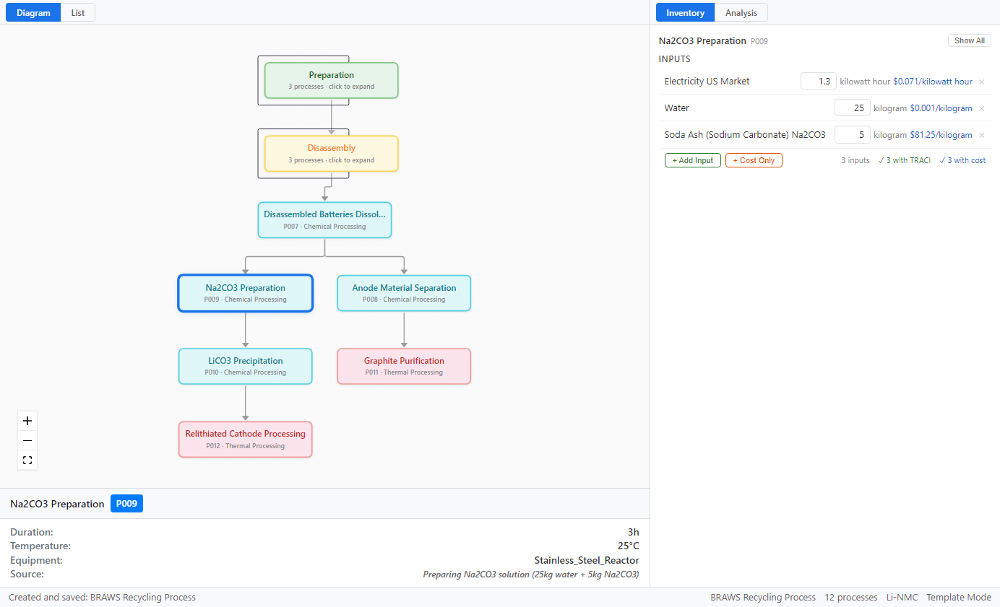 Diagram List
Inventory Analysis
Preparation
3 processes · click to expand
Disassembly
3 processes · click to expand
Disassembled Batteries Dissol...
P007 · Chemical Processing
Na2CO3 Preparation
P009 · Chemical Processing
Anode Material Separation
P008 · Chemical Processing
LiCO3 Precipitation
P010 · Chemical Processing
Graphite Purification
P011 · Thermal Processing
Relithiated Cathode Processing
P012 · Thermal Processing
Na2CO3 Preparation P009
Duration: 3h
Temperature: 25°C
Equipment: Stainless_Steel_Reactor
Source: Preparing Na2CO3 solution (25kg water + 5kg Na2CO3)
Na2CO3 Preparation P009 Show All
INPUTS
Electricity US Market 1.3 kilowatt hour $0.071/kilowatt hour ×
Water 25 kilogram $0.001/kilogram ×
Soda Ash (Sodium Carbonate) Na2CO3 5 kilogram $81.25/kilogram ×
+ Add Input + Cost Only 3 inputs ✓ 3 with TRACI ✓ 3 with cost
Created and saved: BRAWS Recycling Process BRAWS Recycling Process 12 processes Li-NMC Template Mode